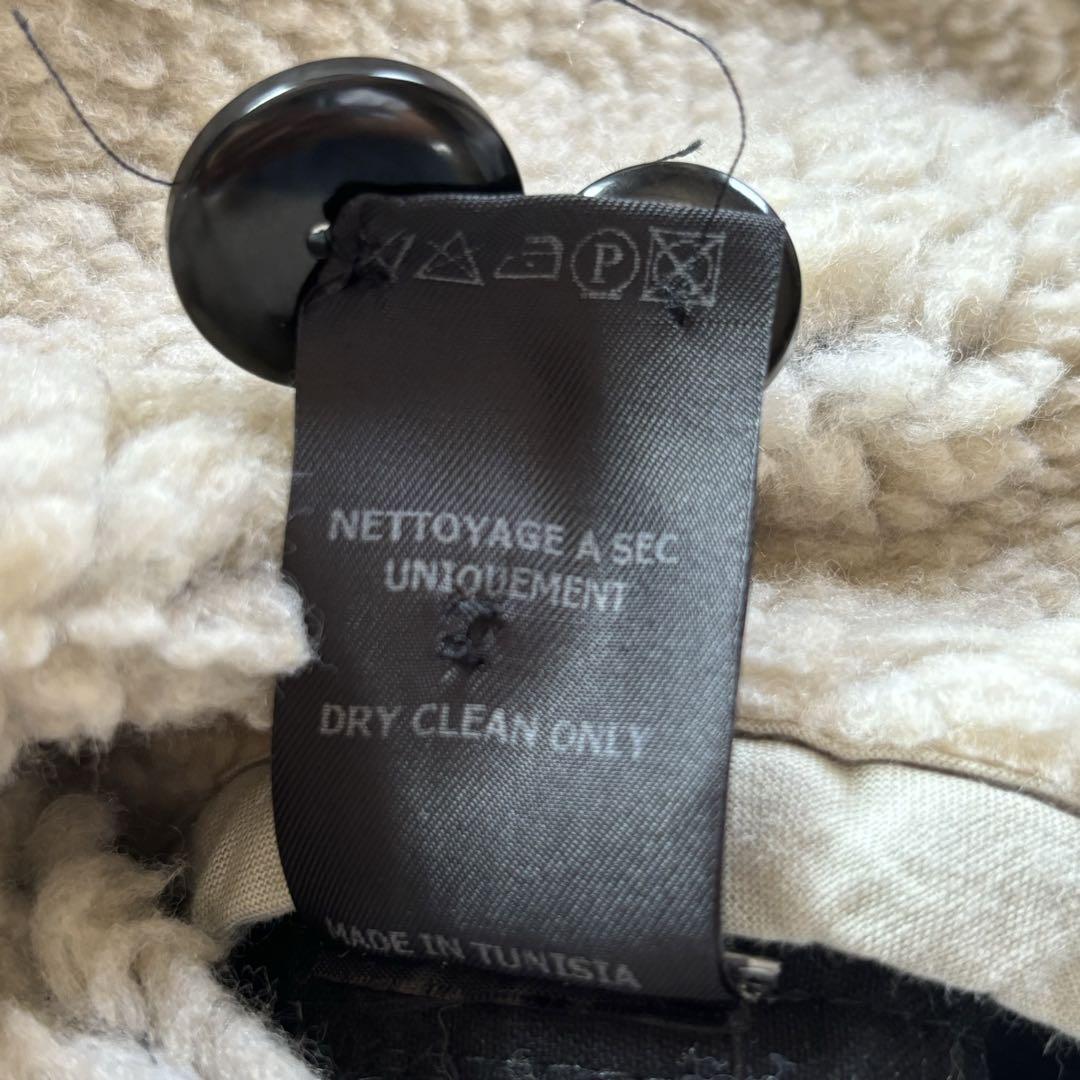 P
NETTOYAGE A SEC
UNIQUEMENT
DRY CLEAN ONLY
MADE IN TUNISIA